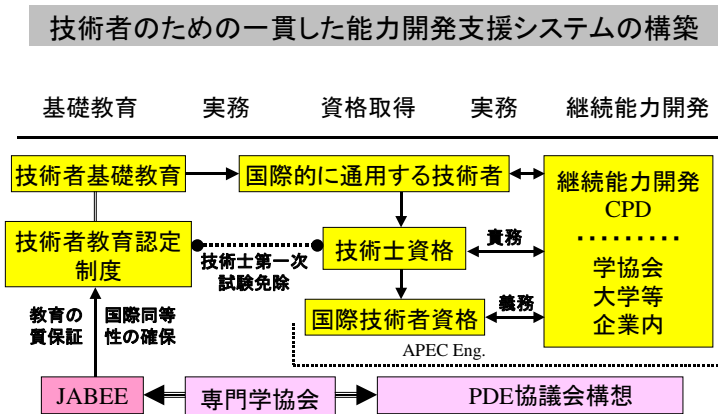 技術者のための一貫した能力開発支援システムの構築
基礎教育 実務 資格取得 実務 継続能力開発
技術者基礎教育
国際的に通用する技術者
継続能力開発
CPD
・・・・・・・・・
学協会
大学等
企業内
技術者教育認定
制度
技術士第一次
試験免除
技術士資格
責務
国際技術者資格
義務
APEC Eng.
教育の
質保証
国際同等
性の確保
JABEE
専門学協会
PDE協議会構想